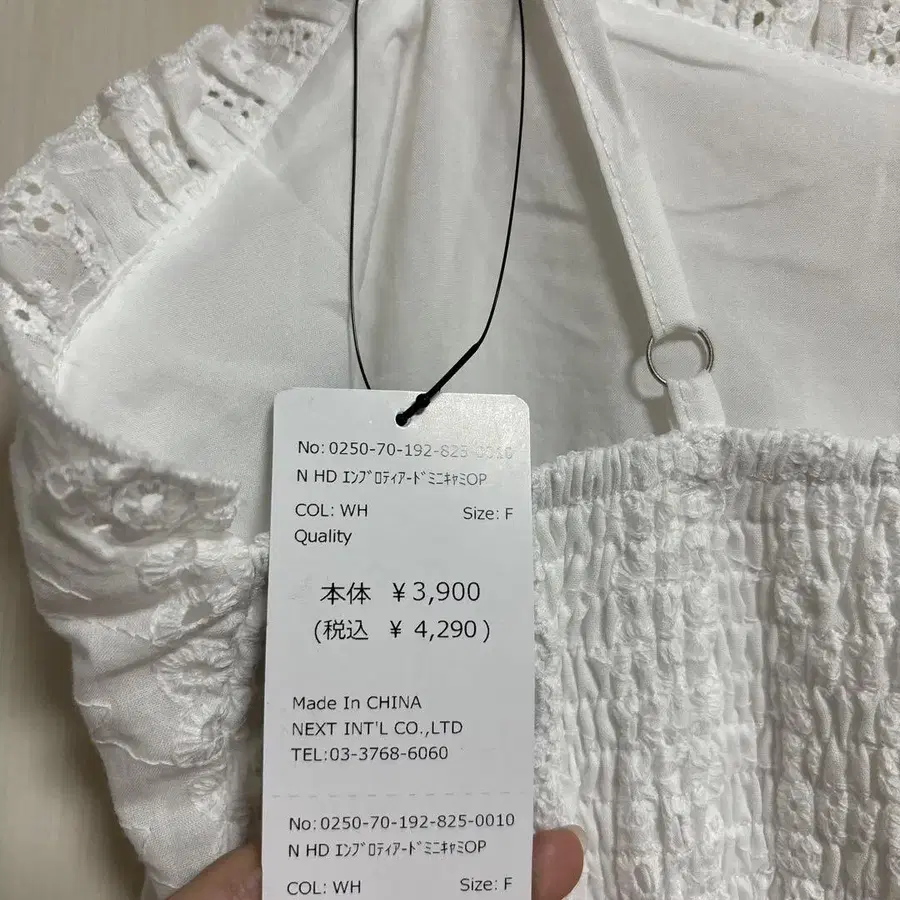 No: 0250-70-192-825-0010
N HD ｴﾝﾌﾞﾛﾃｨｱｰﾄﾞﾐﾆｷｬﾐOP
COL: WH Size: F
Quality
本体 ¥3,900
(税込 ¥ 4,290)
Made In CHINA
NEXT INT'L CO.,LTD
TEL:03-3768-6060
No: 0250-70-192-825-0010
N HD ｴﾝﾌﾞﾛﾃｨｱｰﾄﾞﾐﾆｷｬﾐOP
COL: WH Size: F